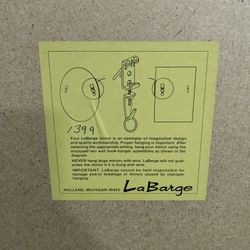 1399
Your LaBarge mirror is an exemplar of imaginative design
and quality workmanship. Proper hanging is important. After
selecting the appropriate setting, hang your mirror using the
enclosed two wall hook-hanger assemblies as shown in the
diagram.
NEVER hang large mirrors with wire. LaBarge will not guar-
antee the mirror if it is hung with wire.
IMPORTANT: LaBarge cannot be held responsible for
damage and/or breakage of mirrors caused by improper
hanging.
HOLLAND, MICHIGAN 49423 LaBarge